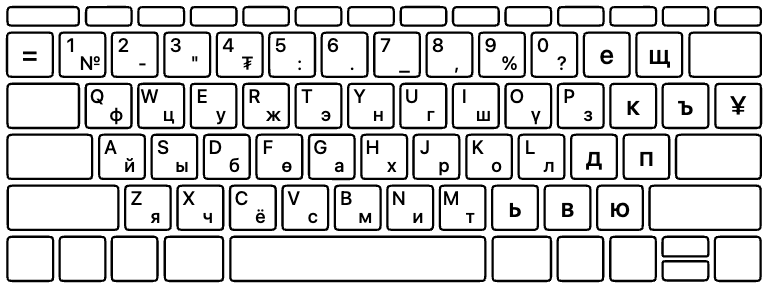 = 1 № 2 - 3 " 4 ₮ 5 : 6 . 7 _ 8 , 9 % 0 ? е щ
Q ф W ц E у R ж T э Y н U г I ш O ү P з к ъ ¥
A й S ы D б F ө G а H х J р K о L л д п
Z я X ч C ё V с B м N и M т ь в ю